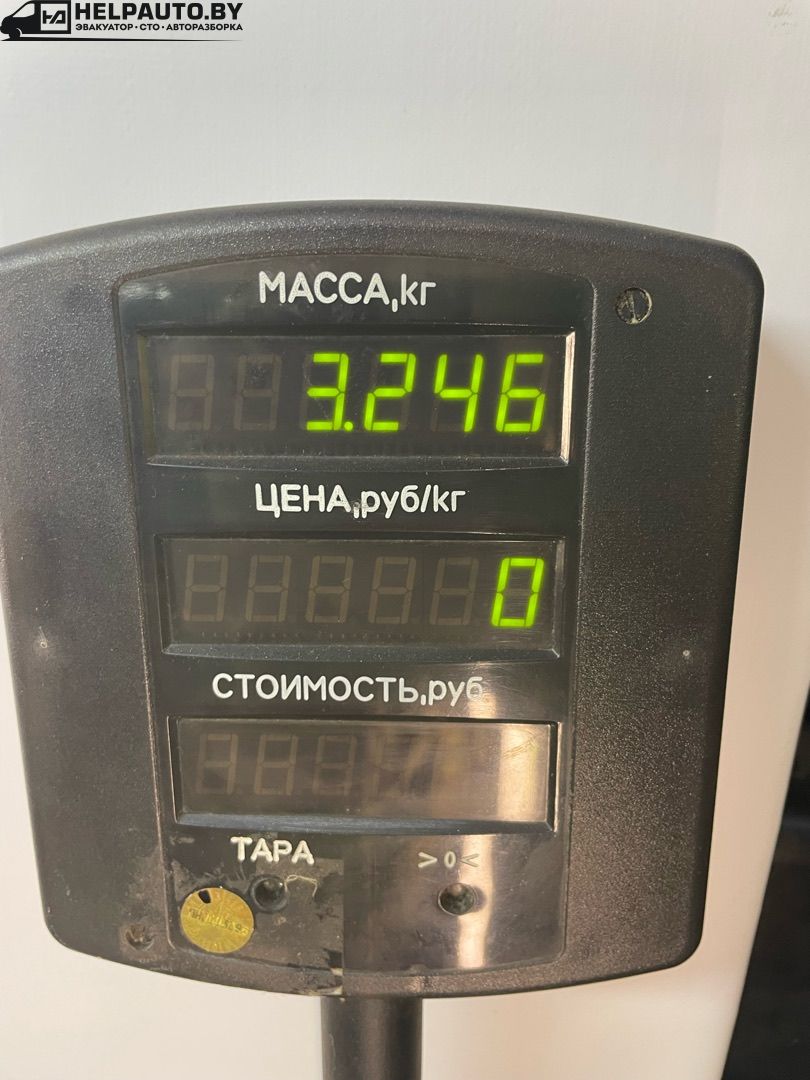 HELPAUTO.BY
ЭВАКУАТОР · СТО · АВТОРАЗБОРКА
МАССА,кг
3.246
ЦЕНА,руб/кг
0
СТОИМОСТЬ,руб
ТАРА
>0<